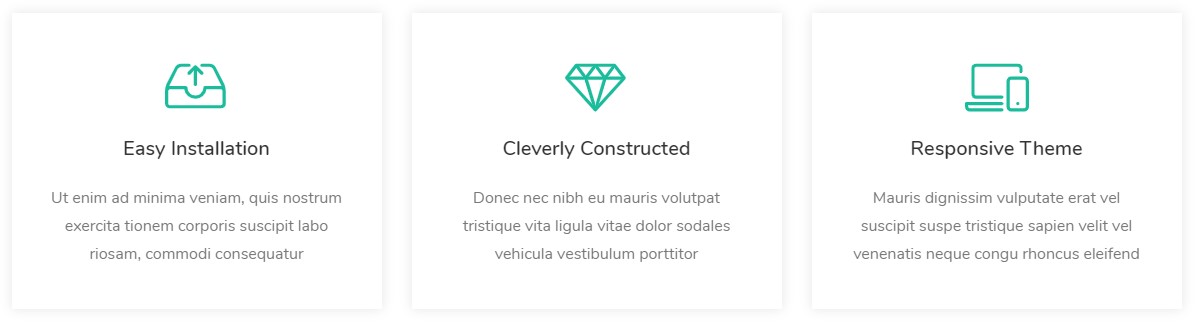 Easy Installation
Ut enim ad minima veniam, quis nostrum
exercita tionem corporis suscipit labo
riosam, commodi consequatur
Cleverly Constructed
Donec nec nibh eu mauris volutpat
tristique vita ligula vitae dolor sodales
vehicula vestibulum porttitor
Responsive Theme
Mauris dignissim vulputate erat vel
suscipit suspe tristique sapien velit vel
venenatis neque congu rhoncus eleifend